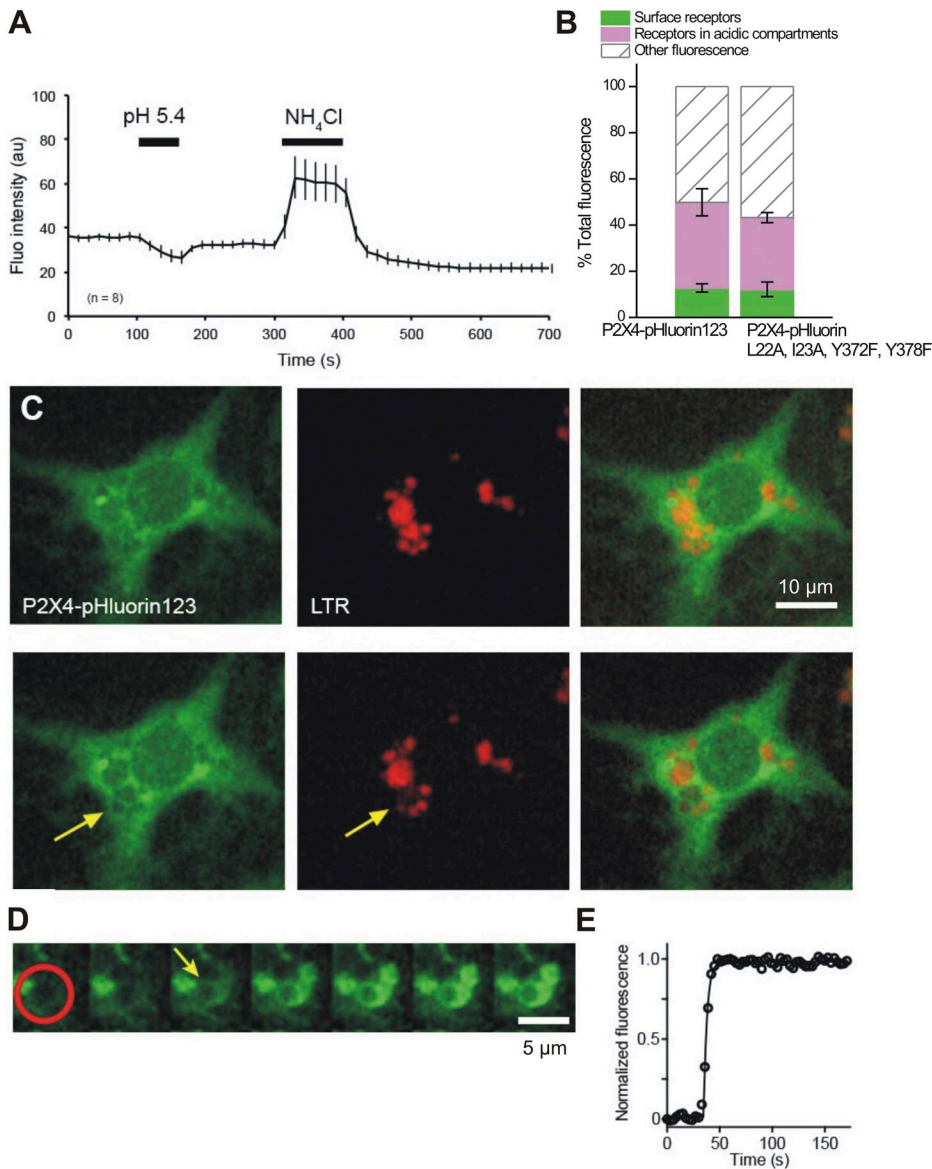 A
Fluo intensity (au)
100
80
60
40
20
0
pH 5.4
NH₄Cl
(n = 8)
0 100 200 300 400 500 600 700
Time (s)
B
Surface receptors
Receptors in acidic compartments
Other fluorescence
% Total fluorescence
100
80
60
40
20
0
P2X4-pHluorin123
P2X4-pHluorin
L22A, I23A, Y372F, Y378F
C
P2X4-pHluorin123
LTR
10 µm
D
5 µm
E
Normalized fluorescence
1.0
0.5
0
0 50 100 150
Time (s)